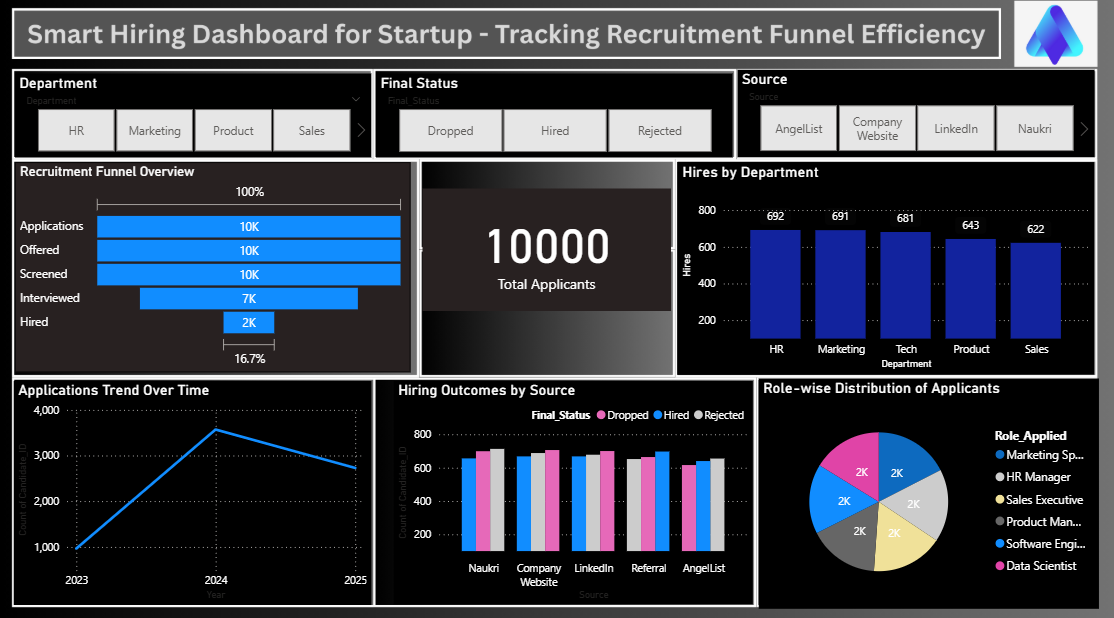 Smart Hiring Dashboard for Startup - Tracking Recruitment Funnel Efficiency
Department
Department
HR
Marketing
Product
Sales
Final Status
Final_Status
Dropped
Hired
Rejected
Source
Source
AngelList
Company
Website
LinkedIn
Naukri
Recruitment Funnel Overview
100%
Applications
10K
Offered
10K
Screened
10K
Interviewed
7K
Hired
2K
16.7%
10000
Total Applicants
Hires by Department
Hires
800
600
400
200
692
691
681
643
622
HR
Marketing
Tech
Product
Sales
Department
Applications Trend Over Time
Count of Candidate_ID
4,000
3,000
2,000
1,000
2023
2024
2025
Year
Hiring Outcomes by Source
Final_Status
Dropped
Hired
Rejected
Count of Candidate_ID
800
600
400
200
Naukri
Company
Website
LinkedIn
Referral
AngelList
Source
Role-wise Distribution of Applicants
2K
2K
2K
2K
2K
2K
Role_Applied
Marketing Sp...
HR Manager
Sales Executive
Product Man...
Software Engi...
Data Scientist